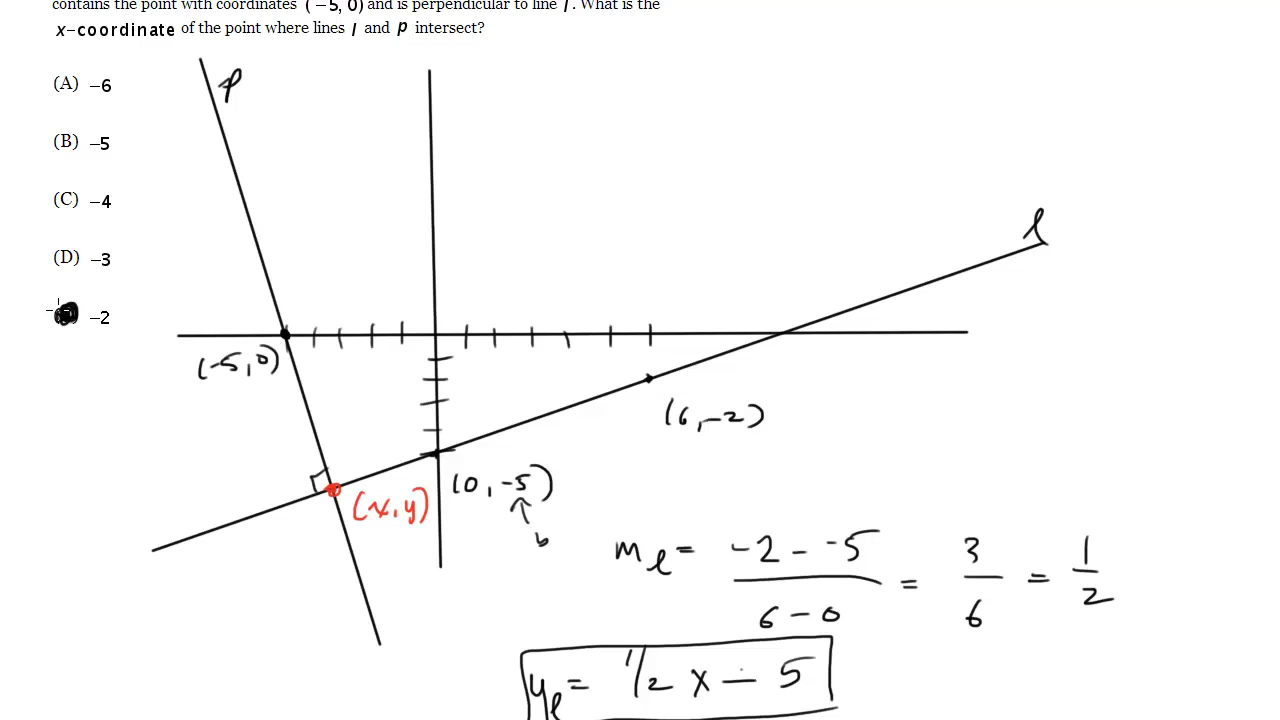 contains the point with coordinates (−5, 0) and is perpendicular to line l. What is the
x-coordinate of the point where lines l and p intersect?
(A) −6
(B) −5
(C) −4
(D) −3
−2
p
l
(-5,0)
(6,-2)
(0,-5)
(x,y)
b
m_l = -2 - -5 / 6 - 0 = 3/6 = 1/2
y_l = 1/2 x - 5